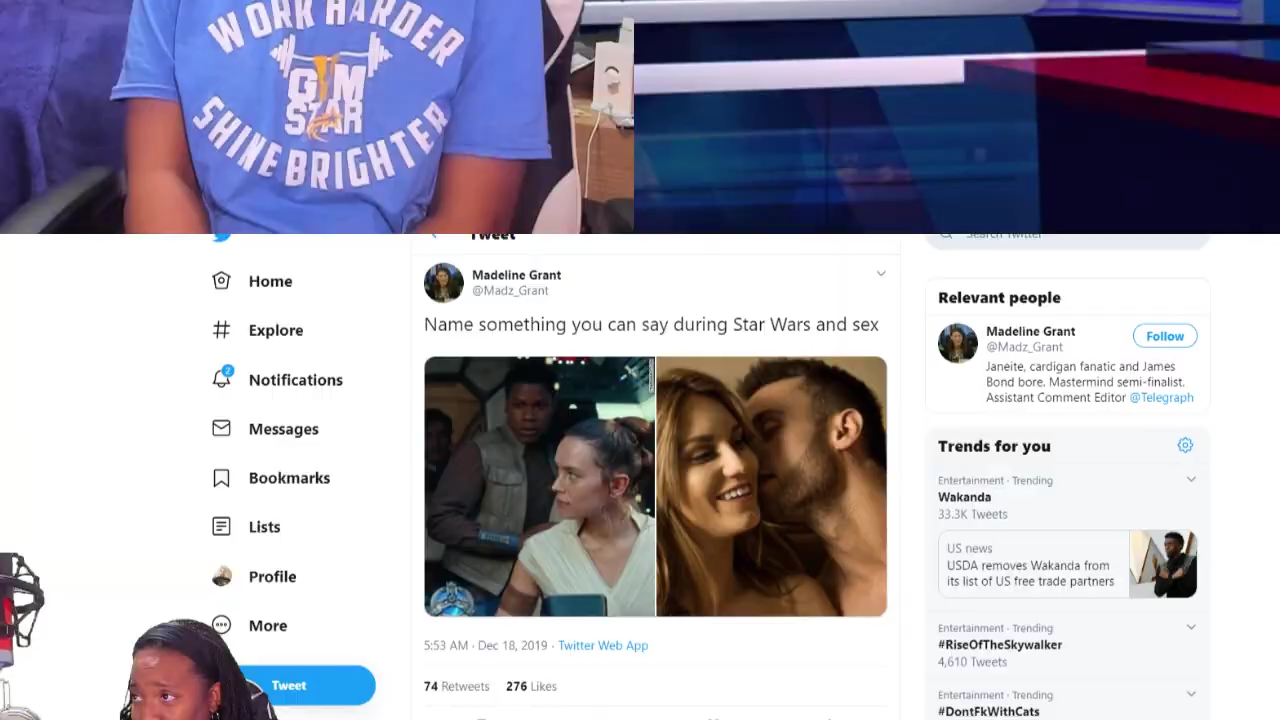 WORK HARDER
GYM
STAR
SHINE BRIGHTER
Tweet
Search Twitter
Home
Explore
2
Notifications
Messages
Bookmarks
Lists
Profile
More
Tweet
Madeline Grant
@Madz_Grant
Name something you can say during Star Wars and sex
5:53 AM · Dec 18, 2019 · Twitter Web App
74 Retweets 276 Likes
Relevant people
Madeline Grant
@Madz_Grant
Follow
Janeite, cardigan fanatic and James
Bond bore. Mastermind semi-finalist.
Assistant Comment Editor @Telegraph
Trends for you
Entertainment · Trending
Wakanda
33.3K Tweets
US news
USDA removes Wakanda from
its list of US free trade partners
Entertainment · Trending
#RiseOfTheSkywalker
4,610 Tweets
Entertainment · Trending
#DontFkWithCats